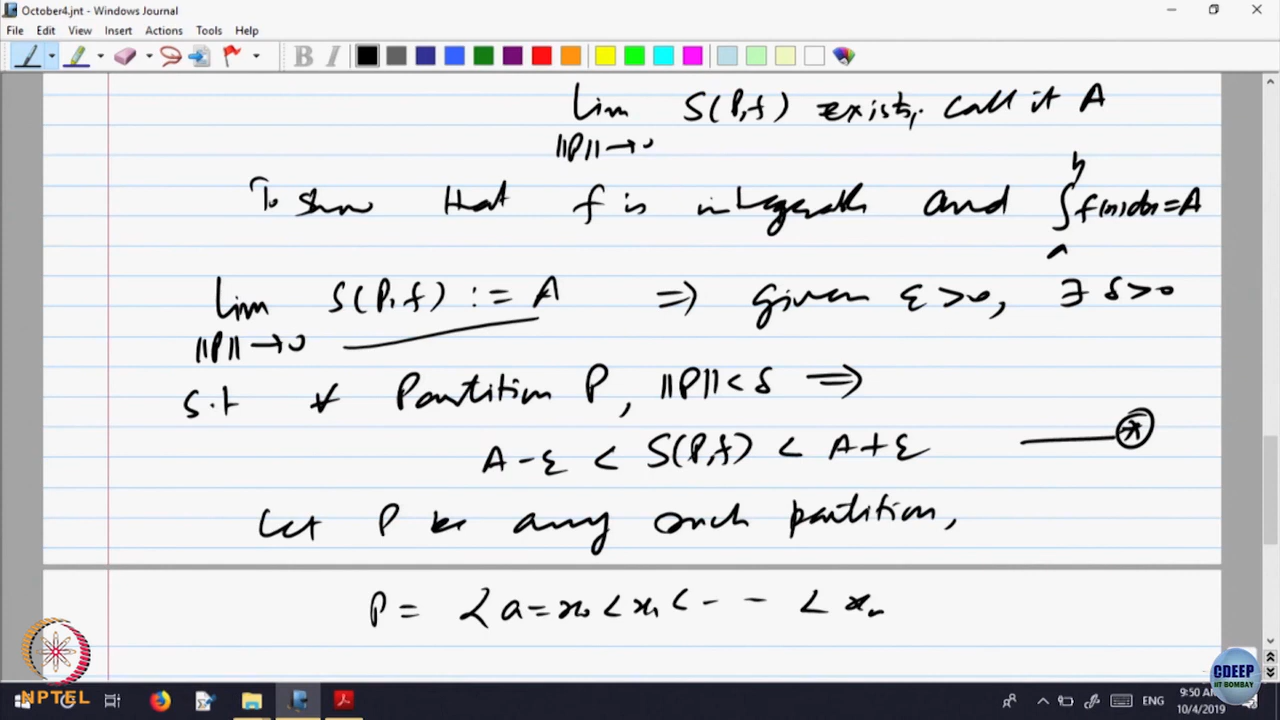 October4.jnt - Windows Journal
File Edit View Insert Actions Tools Help
B I
Lim S(P,f) exists, call it A
||P|| → 0
To show that f is integrable and ∫ₐᵇ f(x)dx = A
Lim S(P,f) := A ⇒ given ε>0, ∃ δ>0
||P|| → 0
s.t ∀ Partition P, ||P|| < δ ⇒
A-ε < S(P,f) < A+ε —— ⊛
Let P be any such partition,
P = { a = x₀ < x₁ < - - < xₙ
NPTEL
CDEEP
IIT BOMBAY
ENG
9:50 AM
10/4/2019